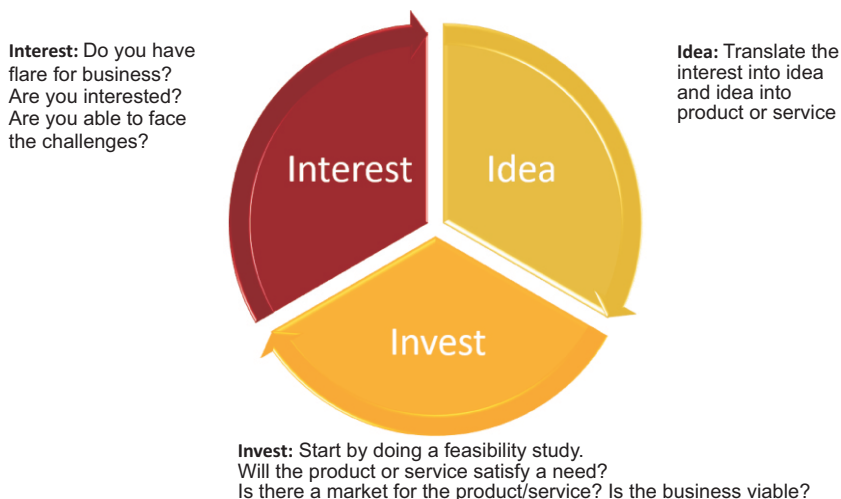 Interest: Do you have
flare for business?
Are you interested?
Are you able to face
the challenges?
Idea: Translate the
interest into idea
and idea into
product or service
Interest
Idea
Invest
Invest: Start by doing a feasibility study.
Will the product or service satisfy a need?
Is there a market for the product/service? Is the business viable?